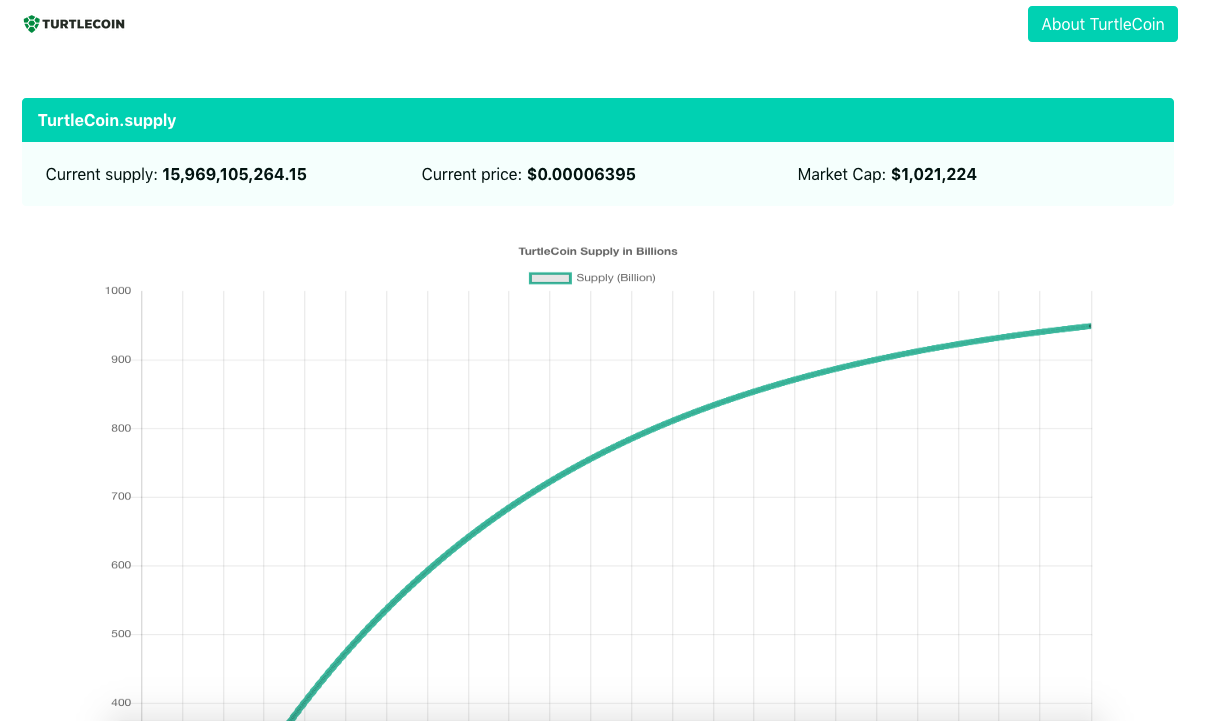 TURTLECOIN
About TurtleCoin
TurtleCoin.supply
Current supply: 15,969,105,264.15
Current price: $0.00006395
Market Cap: $1,021,224
TurtleCoin Supply in Billions
Supply (Billion)
1000
900
800
700
600
500
400